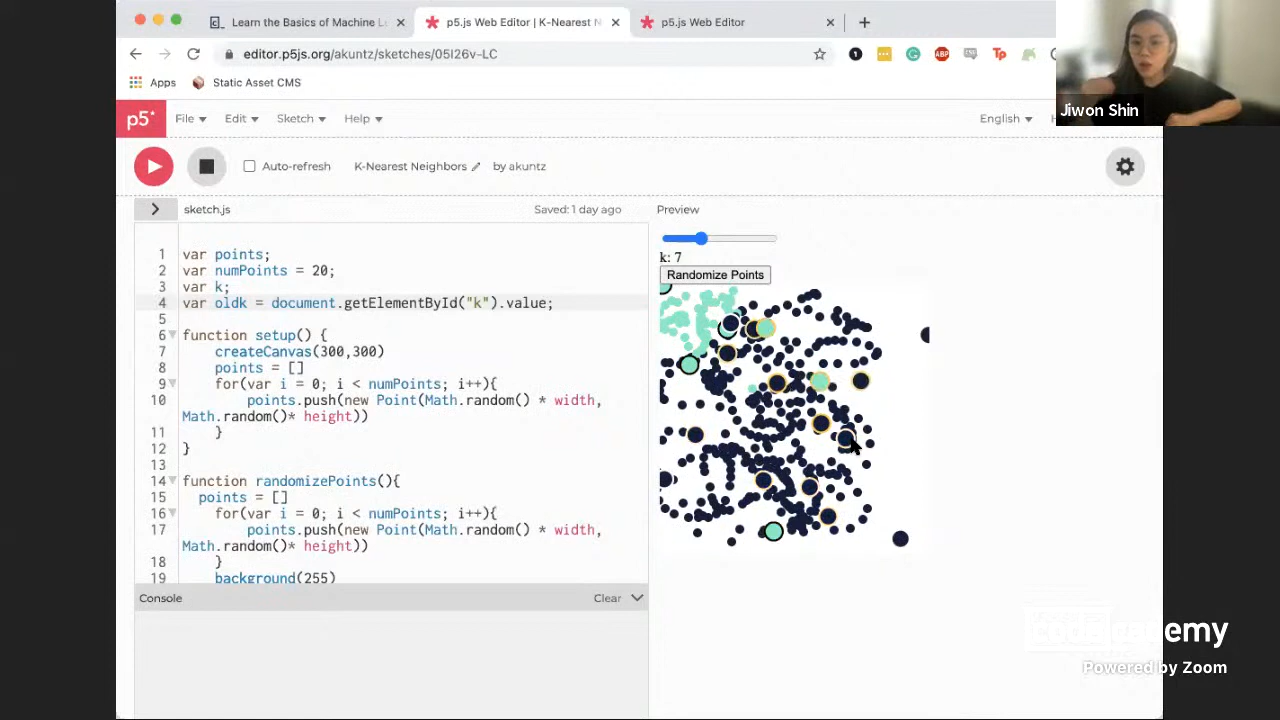 Learn the Basics of Machine L
p5.js Web Editor | K-Nearest N
p5.js Web Editor
editor.p5js.org/akuntz/sketches/05I26v-LC
ABP
Tp
Apps
Static Asset CMS
Jiwon Shin
p5*
File
Edit
Sketch
Help
English
Auto-refresh
K-Nearest Neighbors
by akuntz
sketch.js
Saved: 1 day ago
Preview
k: 7
Randomize Points
1 var points;
2 var numPoints = 20;
3 var k;
4 var oldk = document.getElementById("k").value;
5
6 function setup() {
7 createCanvas(300,300)
8 points = []
9 for(var i = 0; i < numPoints; i++){
10 points.push(new Point(Math.random() * width,
Math.random()* height))
11 }
12 }
13
14 function randomizePoints(){
15 points = []
16 for(var i = 0; i < numPoints; i++){
17 points.push(new Point(Math.random() * width,
Math.random()* height))
18 }
19 background(255)
Console
Clear
codecademy
Powered by Zoom